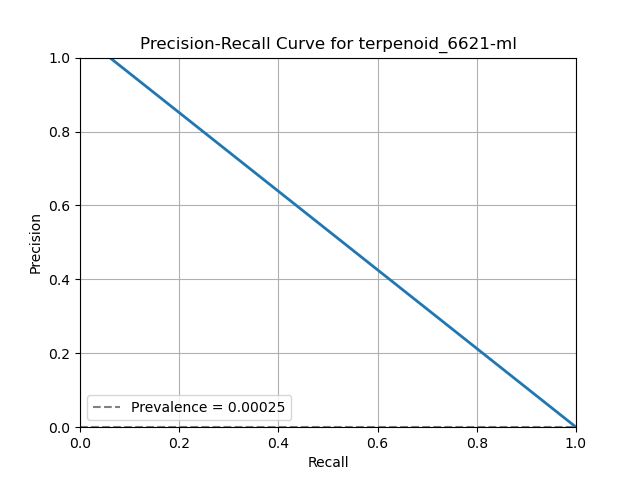 Precision-Recall Curve for terpenoid_6621-ml
1.0
0.8
0.6
0.4
0.2
0.0
Precision
Prevalence = 0.00025
0.0 0.2 0.4 0.6 0.8 1.0
Recall